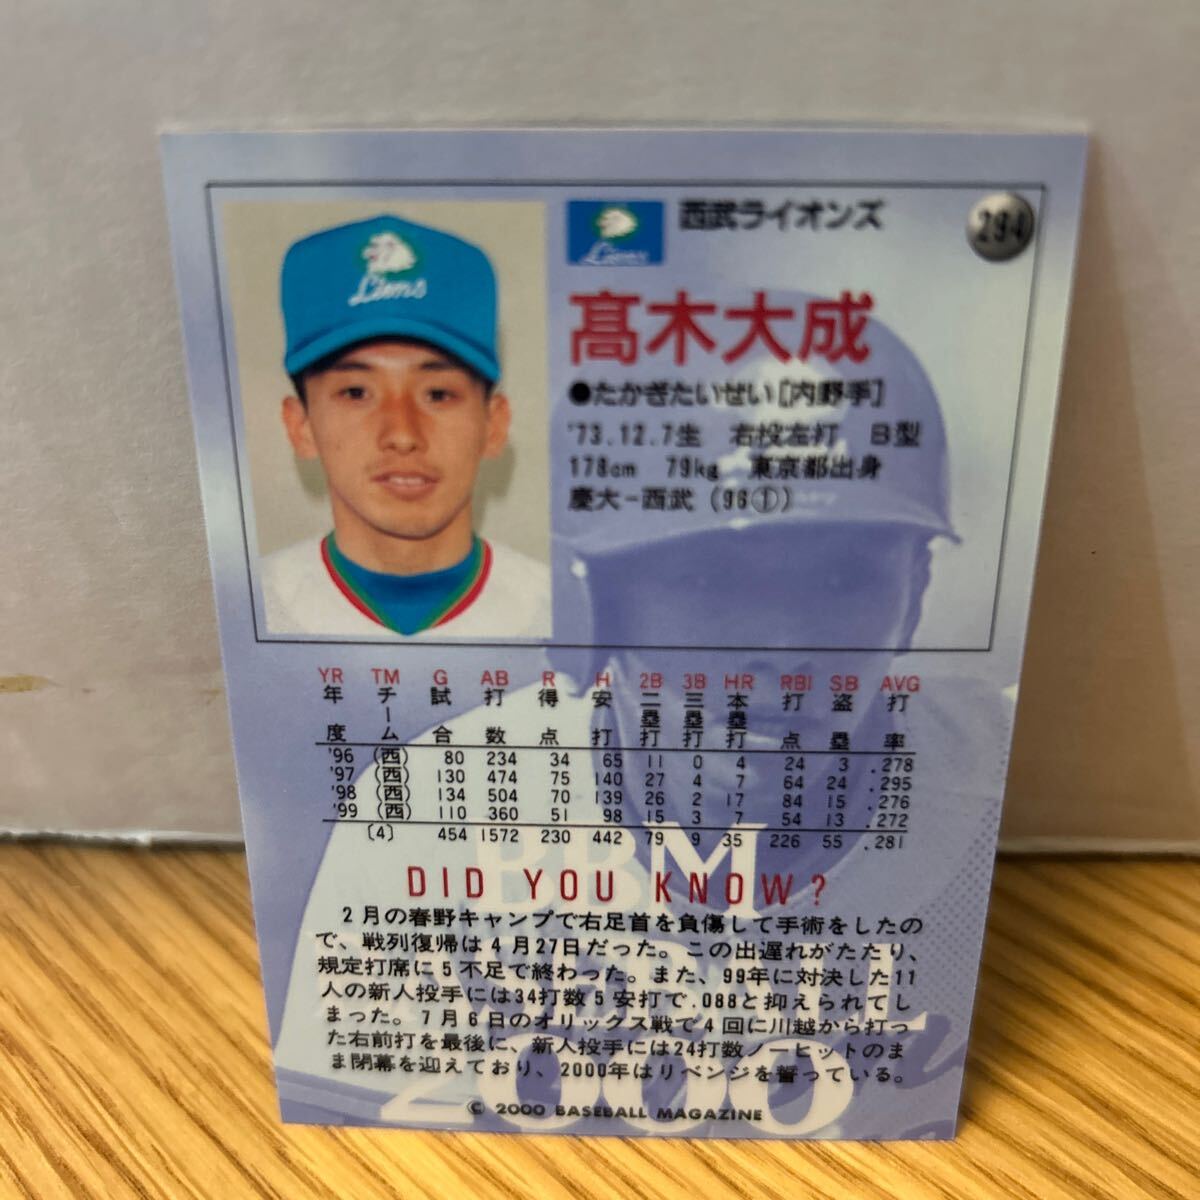 西武ライオンズ
294
Lions
Lions
髙木大成
●たかぎたいせい[内野手]
'73.12.7生 右投左打 B型
178cm 79kg 東京都出身
慶大－西武 (96①)
YR TM G AB R H 2B 3B HR RBI SB AVG
年度 チーム 試合 打数 得点 安打 二塁打 三塁打 本塁打 打点 盗塁 打率
'96 (西) 80 234 34 65 11 0 4 24 3 .278
'97 (西) 130 474 75 140 27 4 7 64 24 .295
'98 (西) 134 504 70 139 26 2 17 84 15 .276
'99 (西) 110 360 51 98 15 3 7 54 13 .272
〔4〕 454 1572 230 442 79 9 35 226 55 .281
DID YOU KNOW?
2月の春野キャンプで右足首を負傷して手術をしたの
で、戦列復帰は4月27日だった。この出遅れがたたり、
規定打席に5不足で終わった。また、99年に対決した11
人の新人投手には34打数5安打で.088と抑えられてし
まった。7月6日のオリックス戦で4回に川越から打っ
た右前打を最後に、新人投手には24打数ノーヒットのま
ま閉幕を迎えており、2000年はリベンジを誓っている。
BBM
2000
© 2000 BASEBALL MAGAZINE